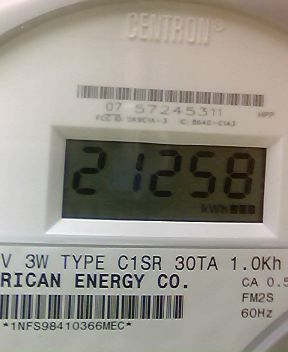 CENTRON®
07 57245311
HPP
21258
kWh
V 3W TYPE C1SR 30TA 1.0Kh
RICAN ENERGY CO.
CA 0.5
FM2S
60Hz
*1NFS98410366MEC*